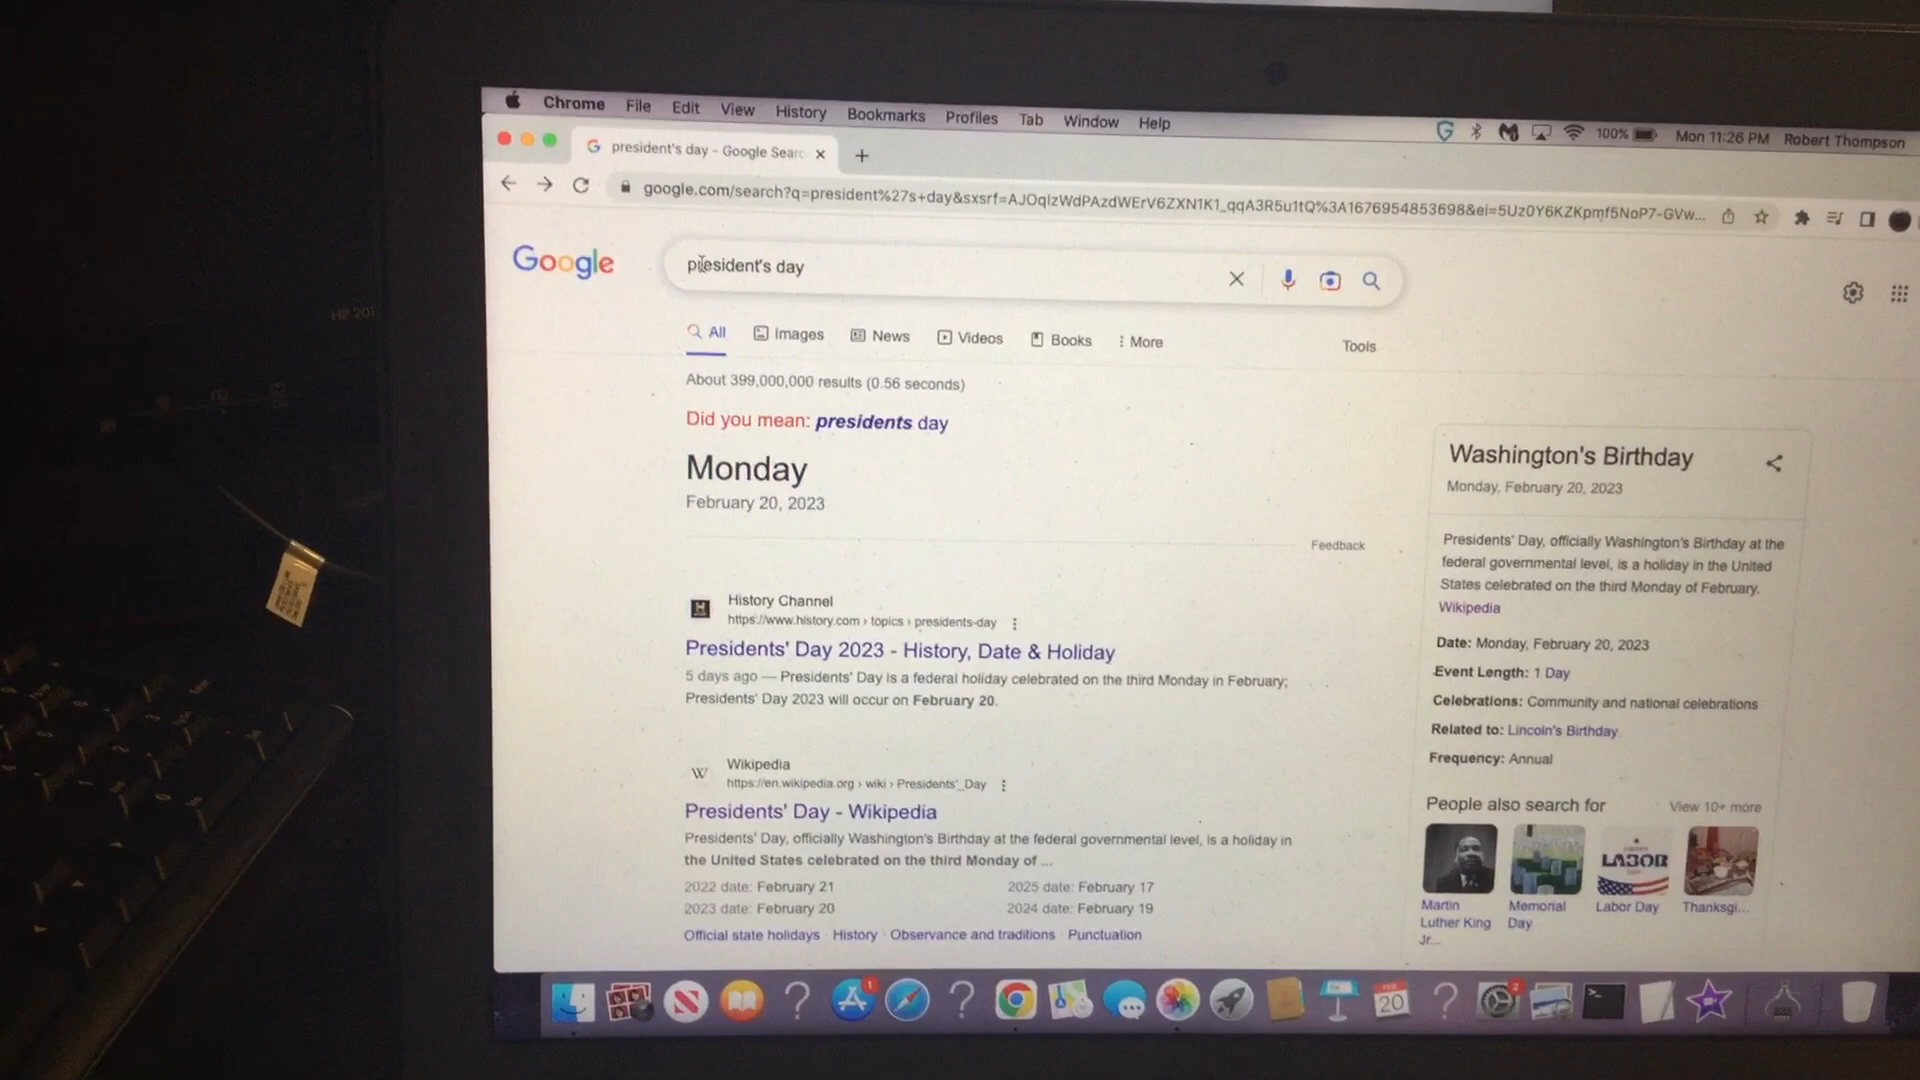 Chrome File Edit View History Bookmarks Profiles Tab Window Help
100% Mon 11:26 PM Robert Thompson
president's day - Google Searc
google.com/search?q=president%27s+day&sxsrf=AJOqlzWdPAzdWErV6ZXN1K1_qqA3R5u1tQ%3A1676954853698&ei=5Uz0Y6KZKpmf5NoP7-GVw...
Google
president's day
All Images News Videos Books More
Tools
About 399,000,000 results (0.56 seconds)
Did you mean: presidents day
Monday
February 20, 2023
Feedback
History Channel
https://www.history.com › topics › presidents-day
Presidents' Day 2023 - History, Date & Holiday
5 days ago — Presidents' Day is a federal holiday celebrated on the third Monday in February;
Presidents' Day 2023 will occur on February 20.
Wikipedia
https://en.wikipedia.org › wiki › Presidents'_Day
Presidents' Day - Wikipedia
Presidents' Day, officially Washington's Birthday at the federal governmental level, is a holiday in
the United States celebrated on the third Monday of ...
2022 date: February 21 2025 date: February 17
2023 date: February 20 2024 date: February 19
Official state holidays · History · Observance and traditions · Punctuation
Washington's Birthday
Monday, February 20, 2023
Presidents' Day, officially Washington's Birthday at the
federal governmental level, is a holiday in the United
States celebrated on the third Monday of February.
Wikipedia
Date: Monday, February 20, 2023
Event Length: 1 Day
Celebrations: Community and national celebrations
Related to: Lincoln's Birthday
Frequency: Annual
People also search for
View 10+ more
LABOR
Martin
Luther King
Jr...
Memorial
Day
Labor Day
Thanksgi...
1
FEB
20
2
HP 201